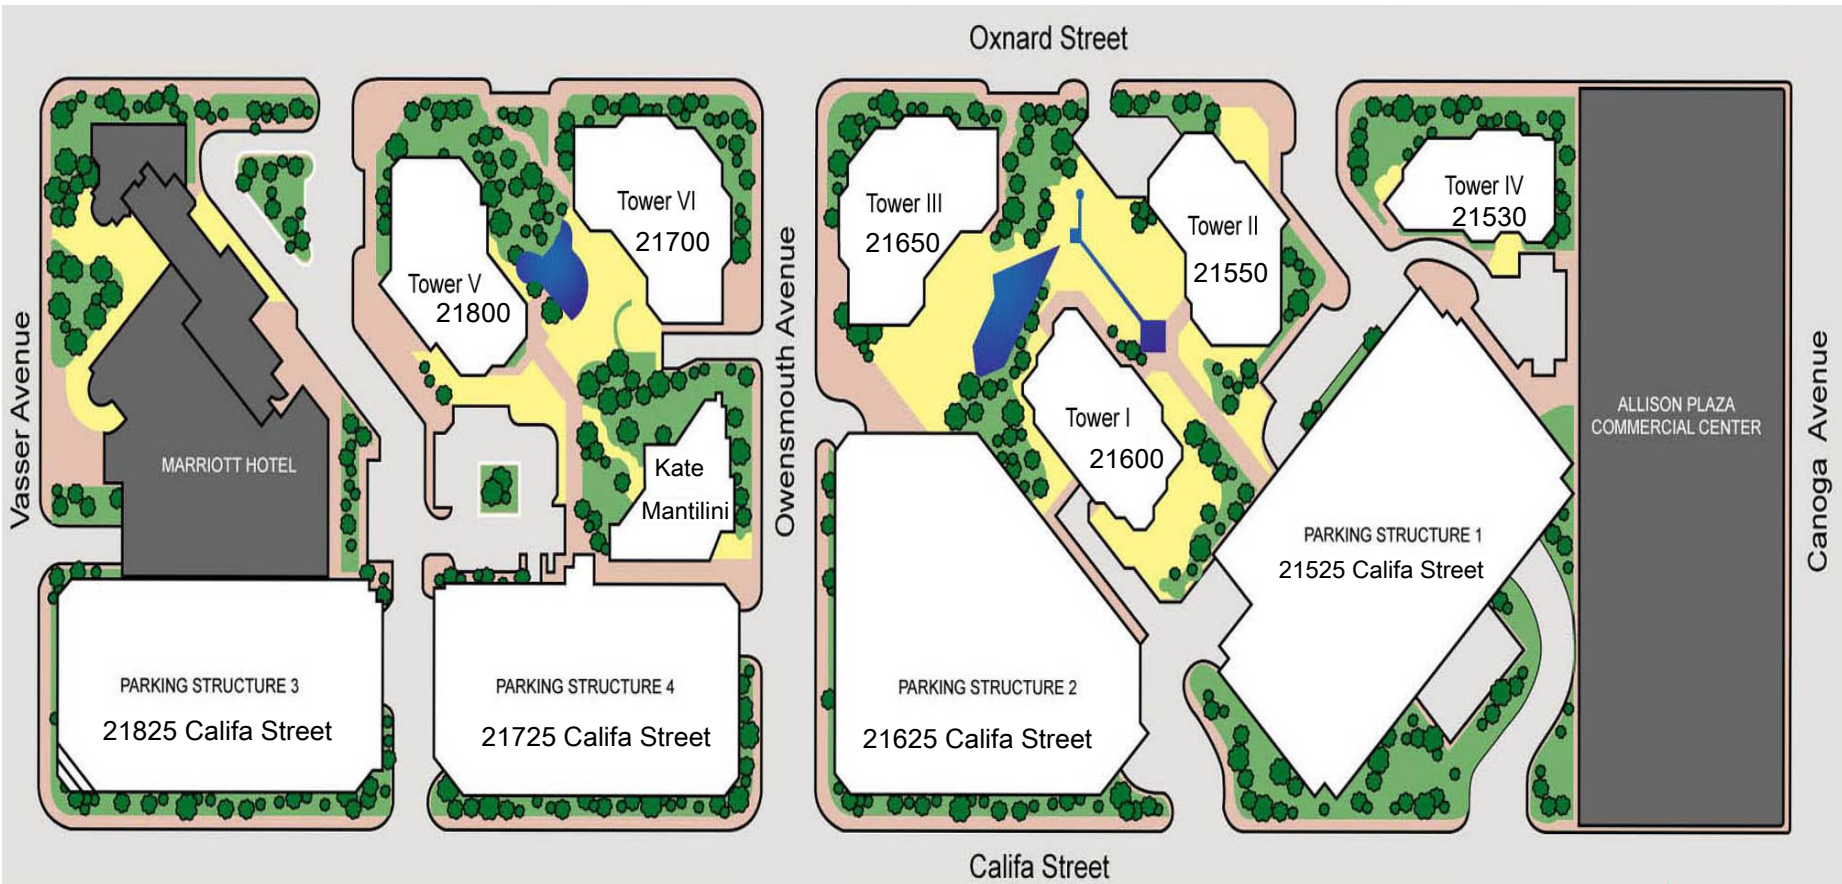 Oxnard Street
Tower VI
21700
Tower V
21800
Tower III
21650
Tower II
21550
Tower IV
21530
Vasser Avenue
Owensmouth Avenue
Canoga Avenue
MARRIOTT HOTEL
Kate
Mantilini
Tower I
21600
ALLISON PLAZA
COMMERCIAL CENTER
PARKING STRUCTURE 1
21525 Califa Street
PARKING STRUCTURE 3
21825 Califa Street
PARKING STRUCTURE 4
21725 Califa Street
PARKING STRUCTURE 2
21625 Califa Street
Califa Street